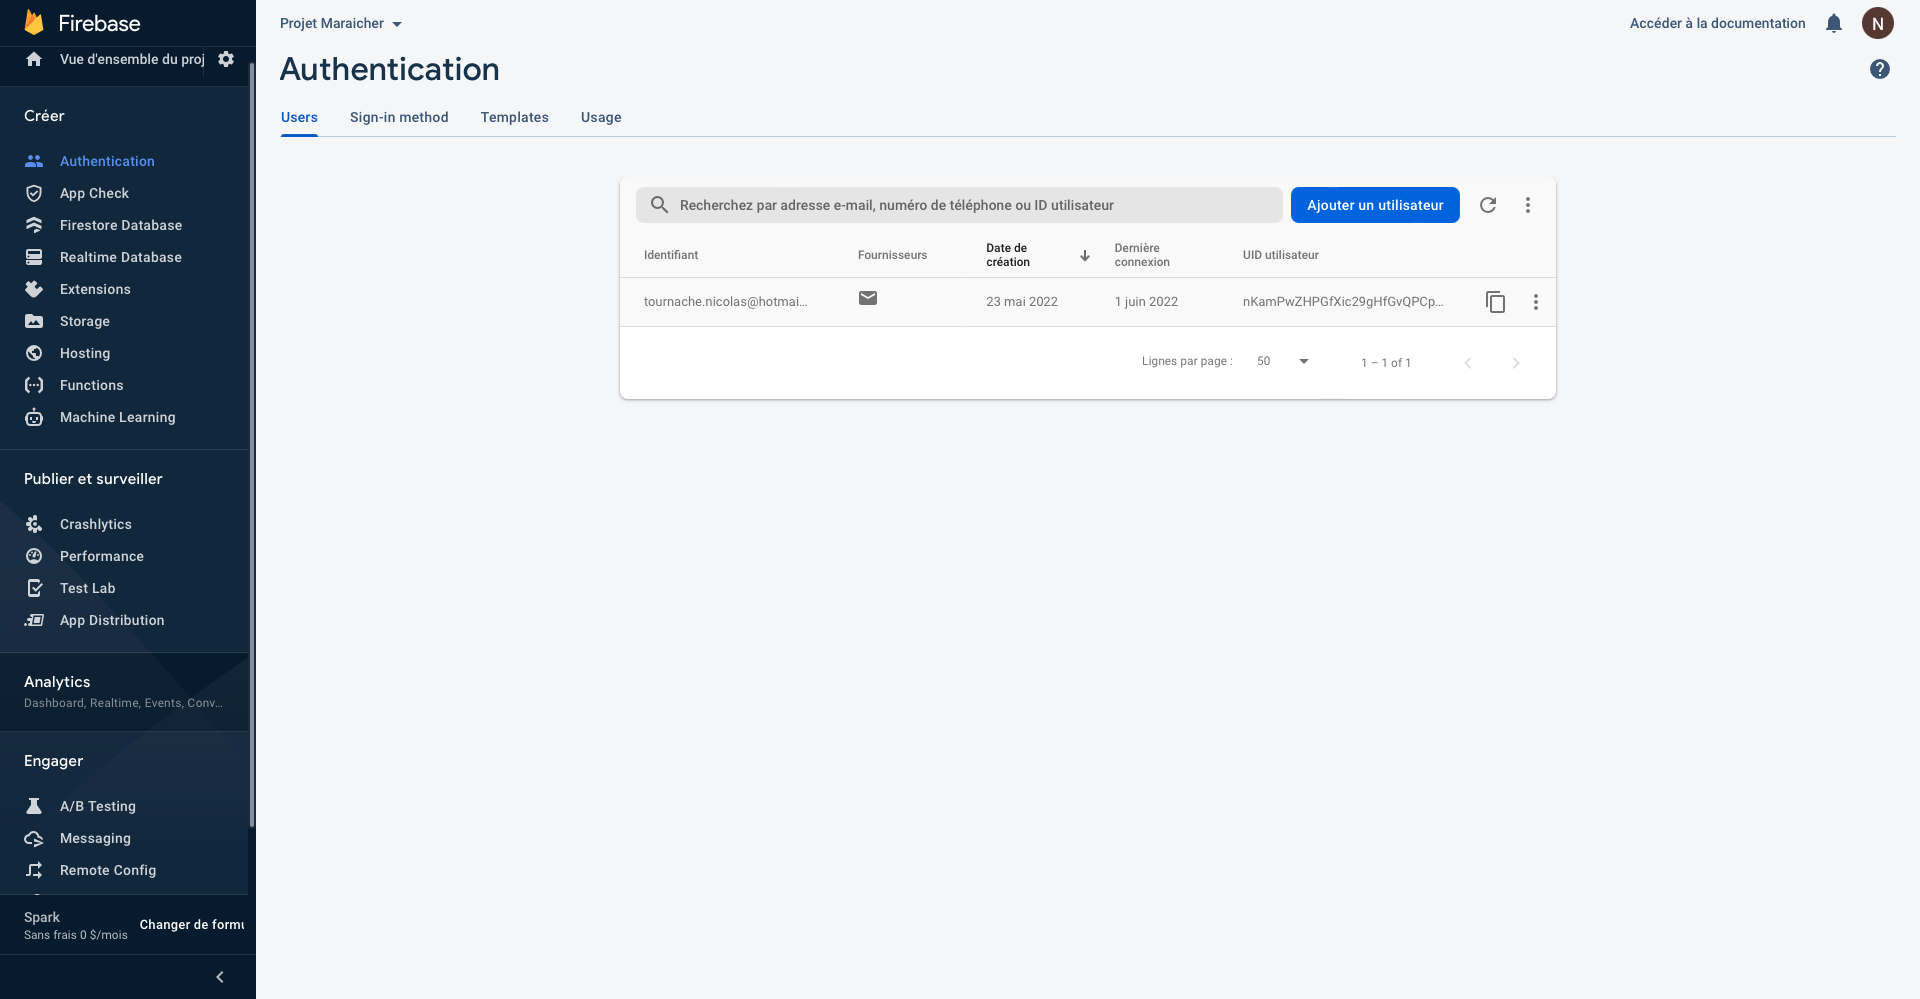 Firebase
Vue d'ensemble du proj
Créer
Authentication
App Check
Firestore Database
Realtime Database
Extensions
Storage
Hosting
Functions
Machine Learning
Publier et surveiller
Crashlytics
Performance
Test Lab
App Distribution
Analytics
Dashboard, Realtime, Events, Conv...
Engager
A/B Testing
Messaging
Remote Config
Spark
Sans frais 0 $/mois
Changer de formu
Projet Maraicher
Accéder à la documentation
N
Authentication
Users Sign-in method Templates Usage
Recherchez par adresse e-mail, numéro de téléphone ou ID utilisateur
Ajouter un utilisateur
Identifiant Fournisseurs Date de création Dernière connexion UID utilisateur
tournache.nicolas@hotmai... 23 mai 2022 1 juin 2022 nKamPwZHPGfXic29gHfGvQPCp...
Lignes par page : 50 1 – 1 of 1